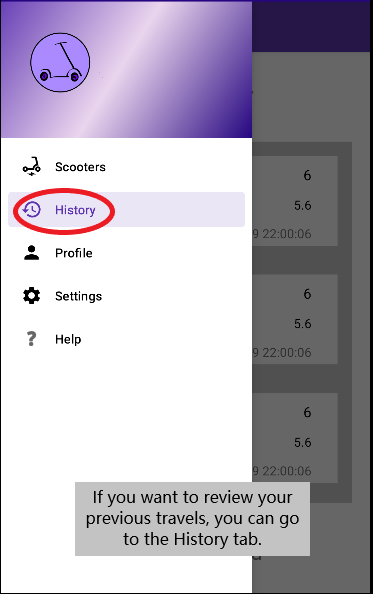 Scooters
6
History
5.6
9 22:00:06
Profile
6
Settings
5.6
Help
9 22:00:06
6
5.6
9 22:00:06
If you want to review your
previous travels, you can go
to the History tab.